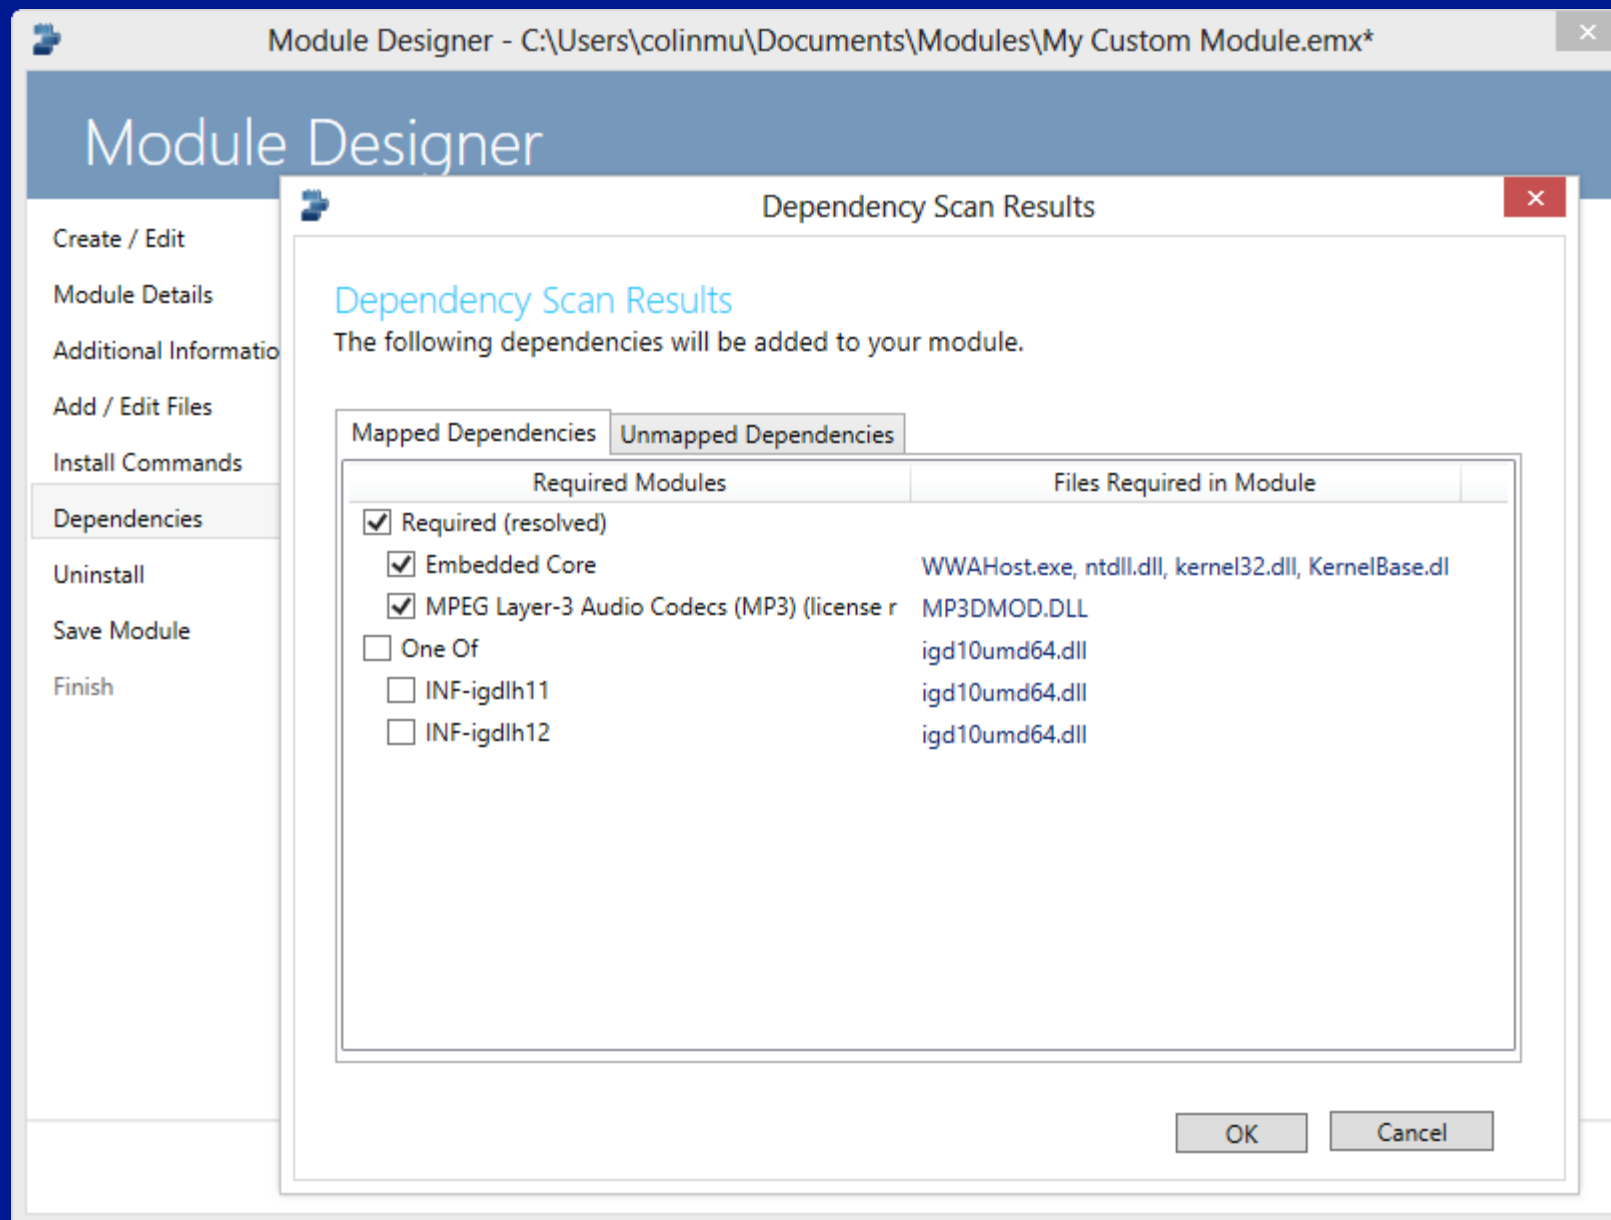 Module Designer - C:\Users\colinmu\Documents\Modules\My Custom Module.emx*
Module Designer
Create / Edit
Module Details
Additional Informatio
Add / Edit Files
Install Commands
Dependencies
Uninstall
Save Module
Finish
Dependency Scan Results
Dependency Scan Results
The following dependencies will be added to your module.
Mapped Dependencies Unmapped Dependencies
Required Modules Files Required in Module
Required (resolved)
Embedded Core WWAHost.exe, ntdll.dll, kernel32.dll, KernelBase.dl
MPEG Layer-3 Audio Codecs (MP3) (license r MP3DMOD.DLL
One Of igd10umd64.dll
INF-igdlh11 igd10umd64.dll
INF-igdlh12 igd10umd64.dll
OK Cancel